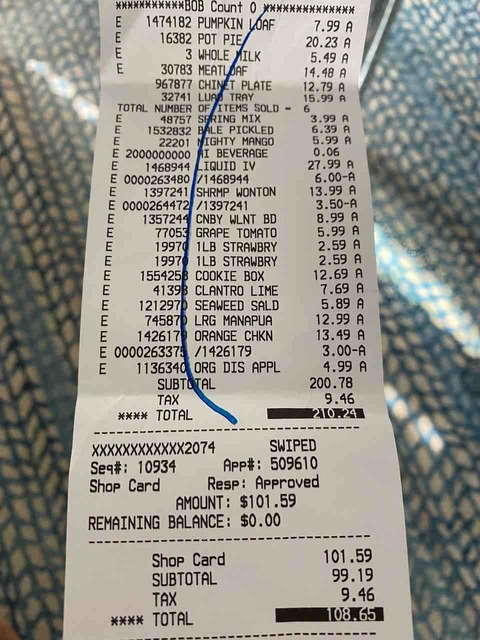 ***********BOB Count 0 **************
E 1474182 PUMPKIN LOAF 7.99 A
E 16382 POT PIE 20.23 A
E 3 WHOLE MILK 5.49 A
E 30783 MEATLOAF 14.48 A
967877 CHINET PLATE 12.79 A
32741 LUAU TRAY 15.99 A
TOTAL NUMBER OF ITEMS SOLD = 6
E 48757 SPRING MIX 3.99 A
E 1532832 BALE PICKLED 6.39 A
E 22201 MIGHTY MANGO 5.99 A
E 2000000000 HI BEVERAGE 0.06
E 1468944 LIQUID IV 27.99 A
E 0000263480 /1468944 6.00-A
E 1397241 SHRMP WONTON 13.99 A
E 0000264472 /1397241 3.50-A
E 1357244 CNBY WLNT BD 8.99 A
E 77053 GRAPE TOMATO 5.99 A
E 19970 1LB STRAWBRY 2.59 A
E 19970 1LB STRAWBRY 2.59 A
E 1554253 COOKIE BOX 12.69 A
E 41398 CLANTRO LIME 7.69 A
E 1212970 SEAWEED SALD 5.89 A
E 745870 LRG MANAPUA 12.99 A
E 1426179 ORANGE CHKN 13.49 A
E 0000263375 /1426179 3.00-A
E 1136340 ORG DIS APPL 4.99 A
SUBTOTAL 200.78
TAX 9.46
**** TOTAL 210.24
XXXXXXXXXXXX2074 SWIPED
Seq#: 10934 App#: 509610
Shop Card Resp: Approved
AMOUNT: $101.59
REMAINING BALANCE: $0.00
Shop Card 101.59
SUBTOTAL 99.19
TAX 9.46
**** TOTAL 108.65